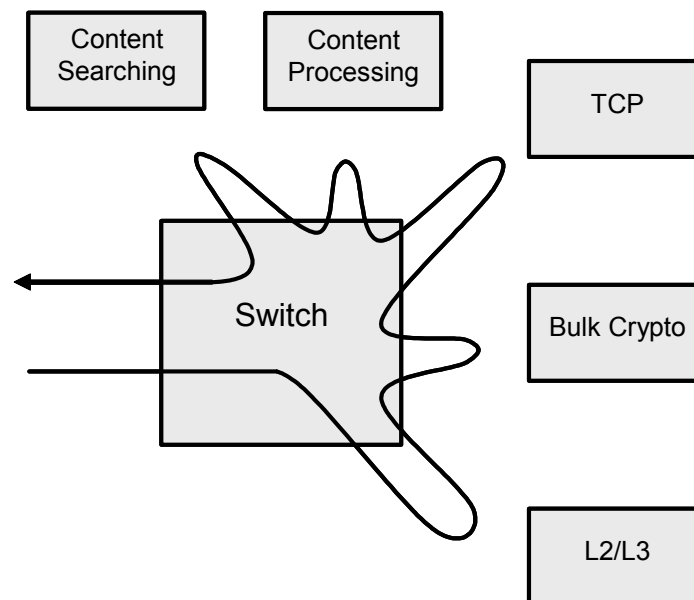 Content
Searching
Content
Processing
TCP
Switch
Bulk Crypto
L2/L3